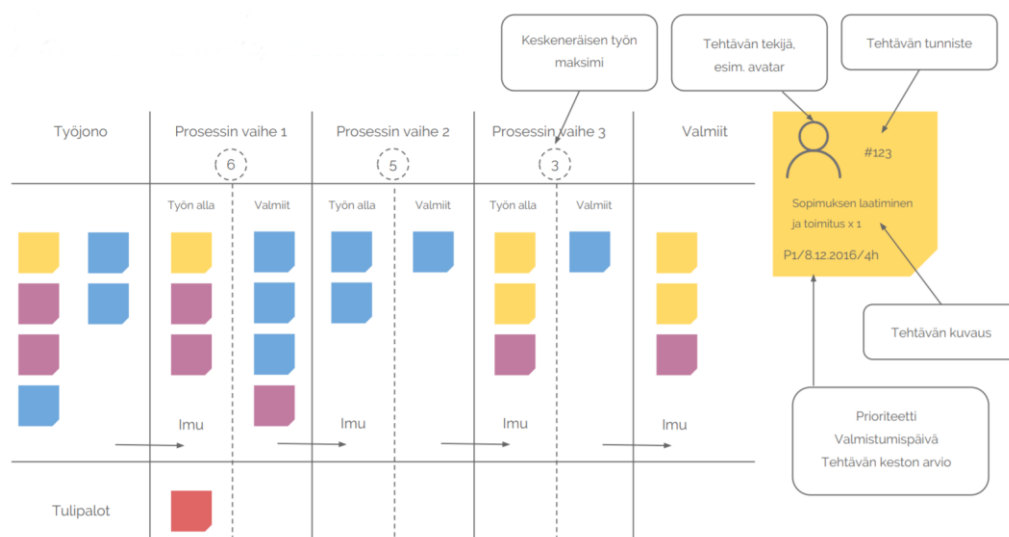 Keskeneräisen työn
maksimi
Tehtävän tekijä,
esim. avatar
Tehtävän tunniste
Työjono
Prosessin vaihe 1
Prosessin vaihe 2
Prosessin vaihe 3
Valmiit
6
5
3
Työn alla
Valmiit
Työn alla
Valmiit
Työn alla
Valmiit
#123
Sopimuksen laatiminen
ja toimitus x 1
P1/8.12.2016/4h
Tehtävän kuvaus
Imu
Imu
Imu
Imu
Prioriteetti
Valmistumispäivä
Tehtävän keston arvio
Tulipalot